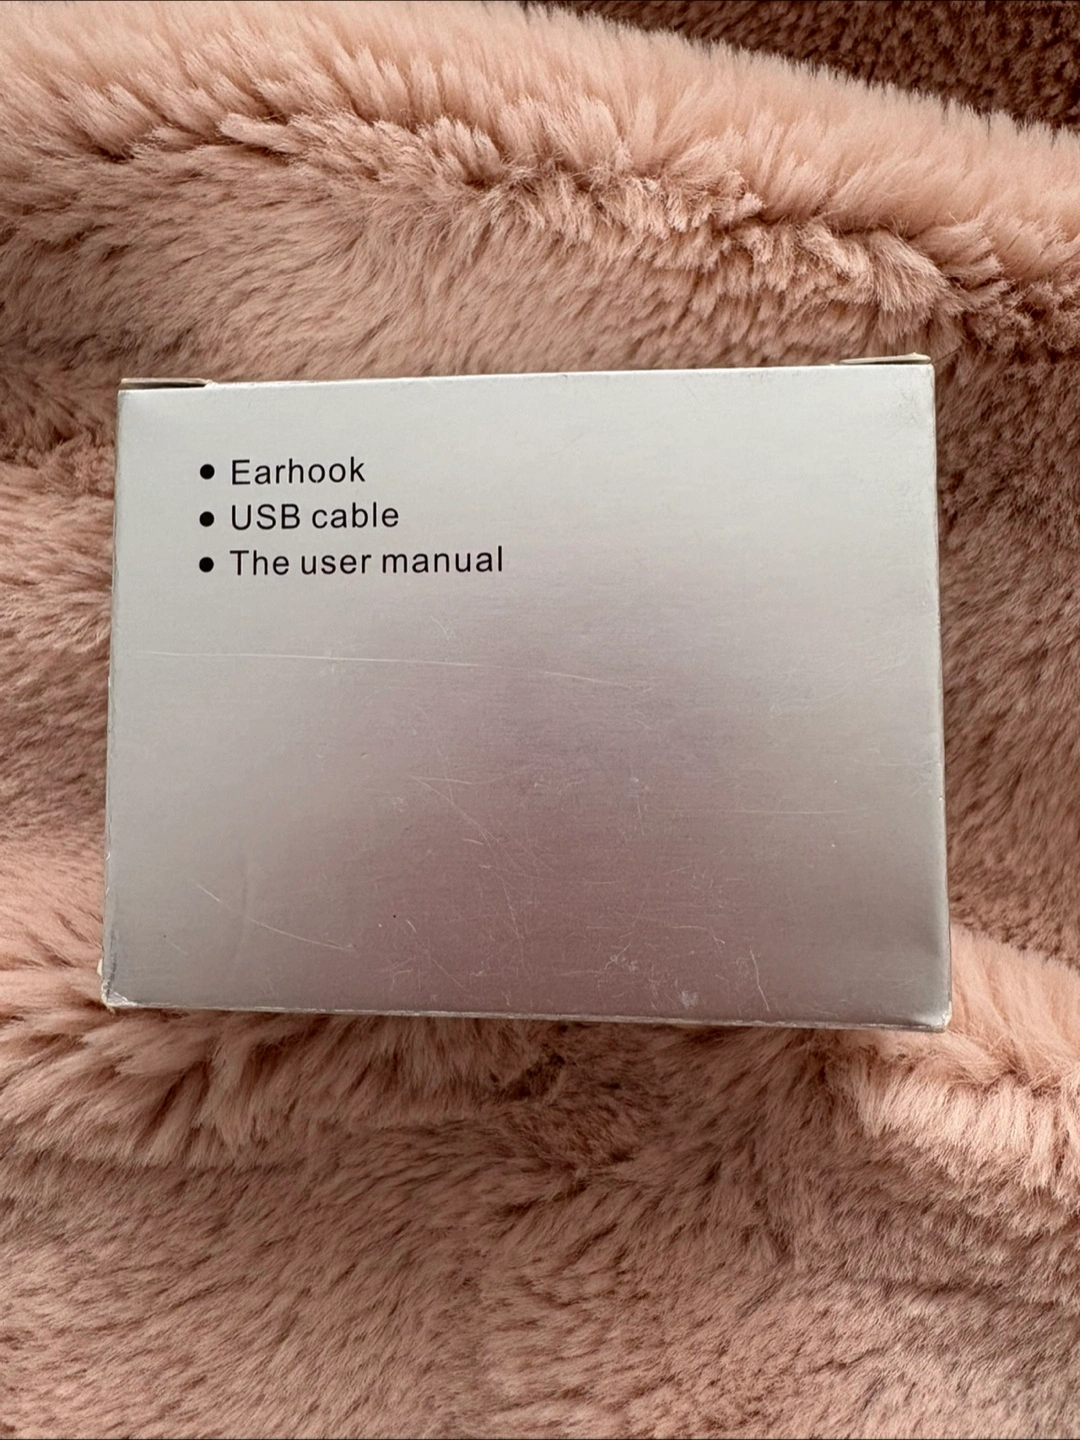 ● Earhook
● USB cable
● The user manual